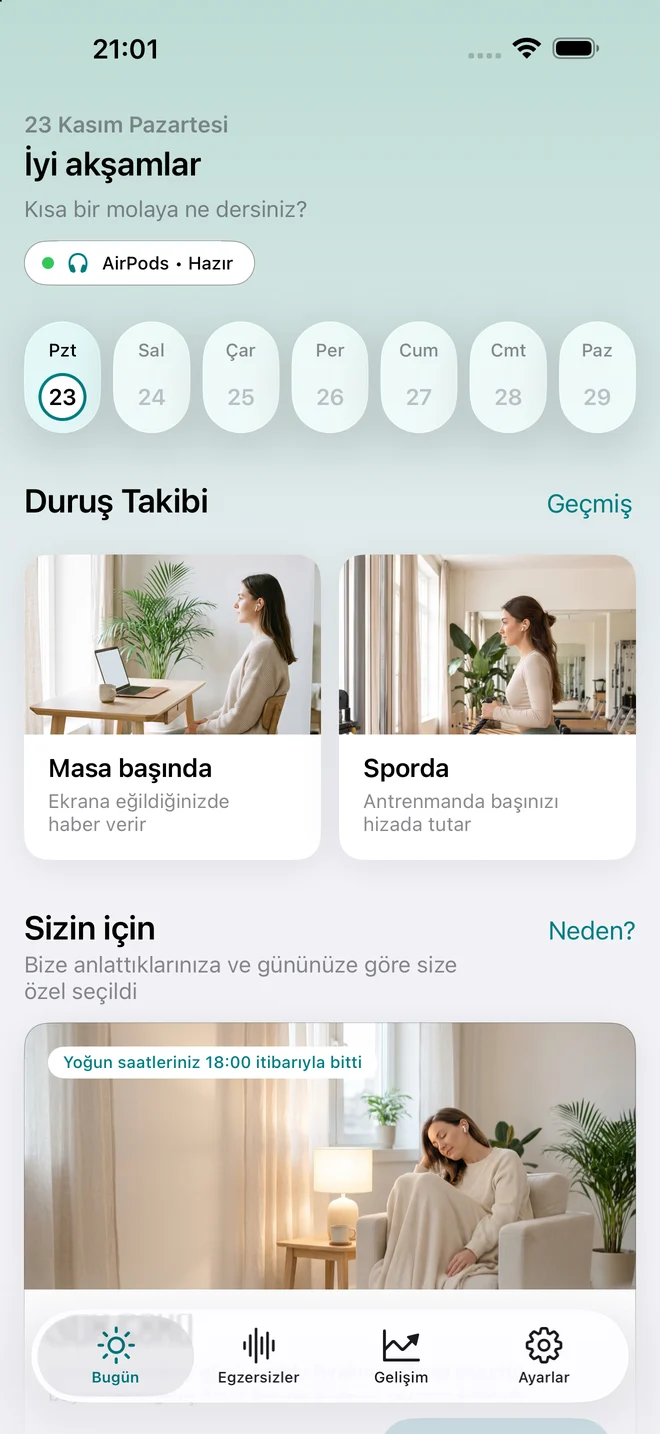 21:01
23 Kasım Pazartesi
İyi akşamlar
Kısa bir molaya ne dersiniz?
AirPods • Hazır
Pzt Sal Çar Per Cum Cmt Paz
23 24 25 26 27 28 29
Duruş Takibi Geçmiş
Masa başında
Ekrana eğildiğinizde
haber verir
Sporda
Antrenmanda başınızı
hizada tutar
Sizin için Neden?
Bize anlattıklarınıza ve gününüze göre size
özel seçildi
Yoğun saatleriniz 18:00 itibarıyla bitti
Bugün Egzersizler Gelişim Ayarlar